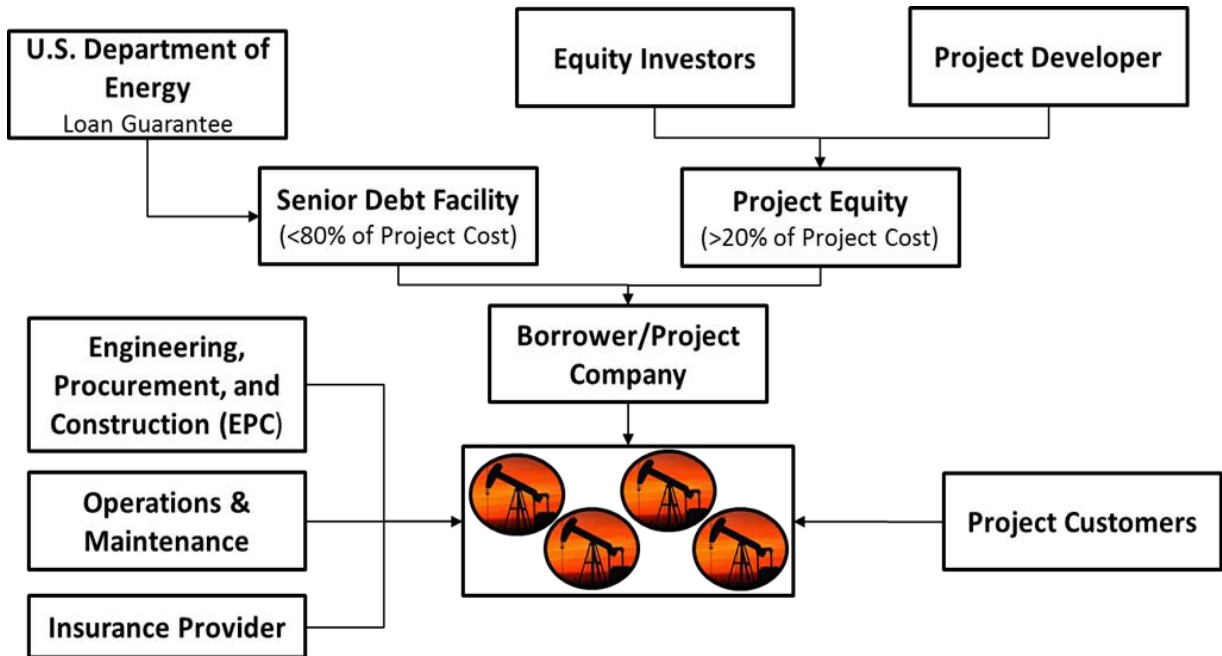 U.S. Department of
Energy
Loan Guarantee
Equity Investors
Project Developer
Senior Debt Facility
(<80% of Project Cost)
Project Equity
(>20% of Project Cost)
Borrower/Project
Company
Engineering,
Procurement, and
Construction (EPC)
Operations &
Maintenance
Insurance Provider
Project Customers